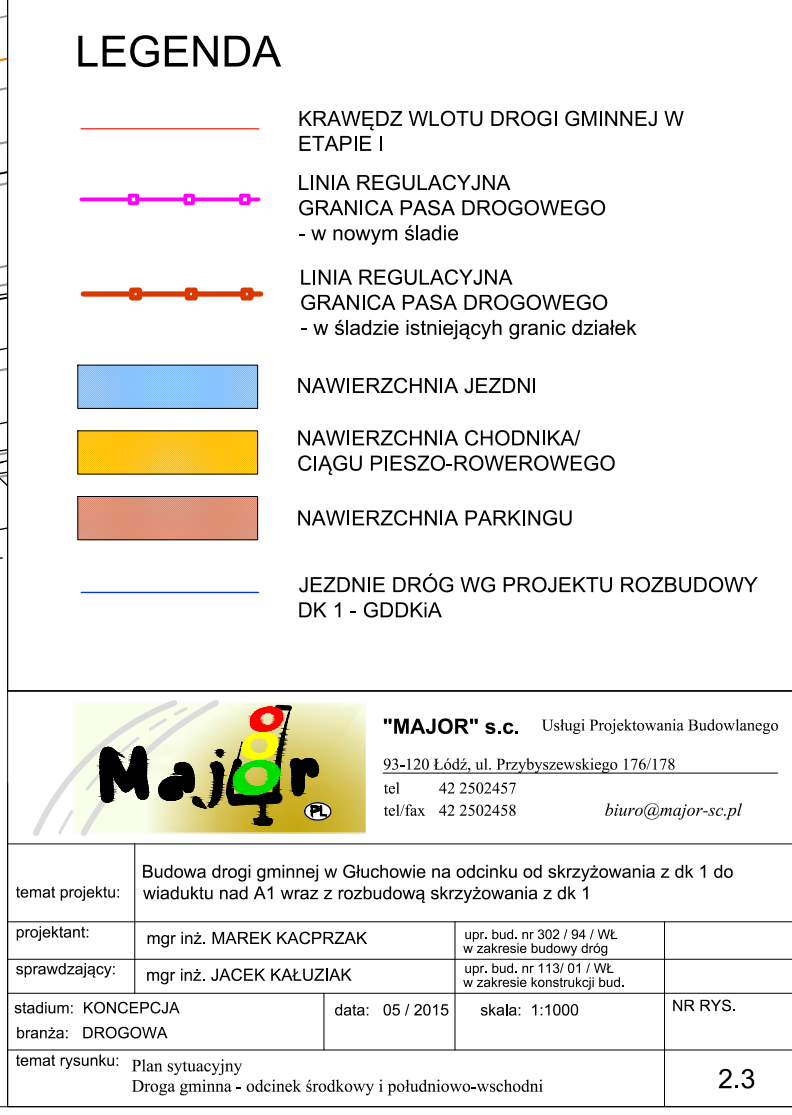 LEGENDA
KRAWĘDZ WLOTU DROGI GMINNEJ W
ETAPIE I
LINIA REGULACYJNA
GRANICA PASA DROGOWEGO
- w nowym śladie
LINIA REGULACYJNA
GRANICA PASA DROGOWEGO
- w śladzie istniejącyh granic działek
NAWIERZCHNIA JEZDNI
NAWIERZCHNIA CHODNIKA/
CIĄGU PIESZO-ROWEROWEGO
NAWIERZCHNIA PARKINGU
JEZDNIE DRÓG WG PROJEKTU ROZBUDOWY
DK 1 - GDDKiA
Major
PL
"MAJOR" s.c. Usługi Projektowania Budowlanego
93-120 Łódź, ul. Przybyszewskiego 176/178
tel 42 2502457
tel/fax 42 2502458 biuro@major-sc.pl
temat projektu: Budowa drogi gminnej w Głuchowie na odcinku od skrzyżowania z dk 1 do
wiaduktu nad A1 wraz z rozbudową skrzyżowania z dk 1
projektant: mgr inż. MAREK KACPRZAK upr. bud. nr 302 / 94 / WŁ
w zakresie budowy dróg
sprawdzający: mgr inż. JACEK KAŁUZIAK upr. bud. nr 113/ 01 / WŁ
w zakresie konstrukcji bud.
stadium: KONCEPCJA data: 05 / 2015 skala: 1:1000 NR RYS.
branża: DROGOWA
temat rysunku: Plan sytuacyjny
Droga gminna - odcinek środkowy i południowo-wschodni 2.3